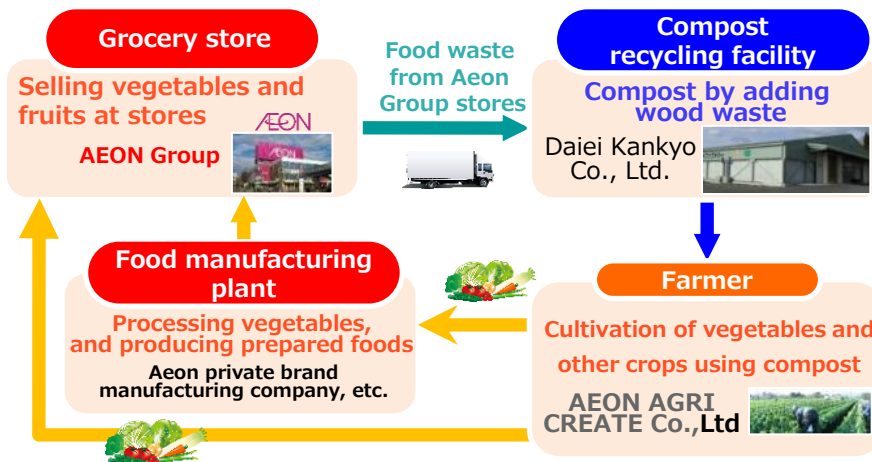 Grocery store
Selling vegetables and
fruits at stores
ÆON
AEON Group
Food waste
from Aeon
Group stores
Compost
recycling facility
Compost by adding
wood waste
Daiei Kankyo
Co., Ltd.
Food manufacturing
plant
Processing vegetables,
and producing prepared foods
Aeon private brand
manufacturing company, etc.
Farmer
Cultivation of vegetables and
other crops using compost
AEON AGRI
CREATE Co.,Ltd